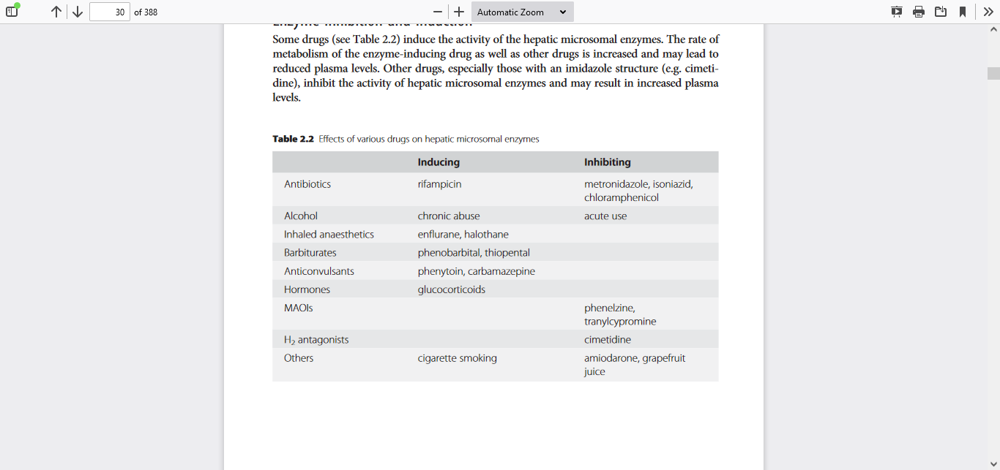 30 of 388
Automatic Zoom
Enzyme inhibition and induction
Some drugs (see Table 2.2) induce the activity of the hepatic microsomal enzymes. The rate of
metabolism of the enzyme-inducing drug as well as other drugs is increased and may lead to
reduced plasma levels. Other drugs, especially those with an imidazole structure (e.g. cimeti-
dine), inhibit the activity of hepatic microsomal enzymes and may result in increased plasma
levels.
Table 2.2 Effects of various drugs on hepatic microsomal enzymes
Inducing Inhibiting
Antibiotics rifampicin metronidazole, isoniazid,
chloramphenicol
Alcohol chronic abuse acute use
Inhaled anaesthetics enflurane, halothane
Barbiturates phenobarbital, thiopental
Anticonvulsants phenytoin, carbamazepine
Hormones glucocorticoids
MAOIs phenelzine,
tranylcypromine
H₂ antagonists cimetidine
Others cigarette smoking amiodarone, grapefruit
juice